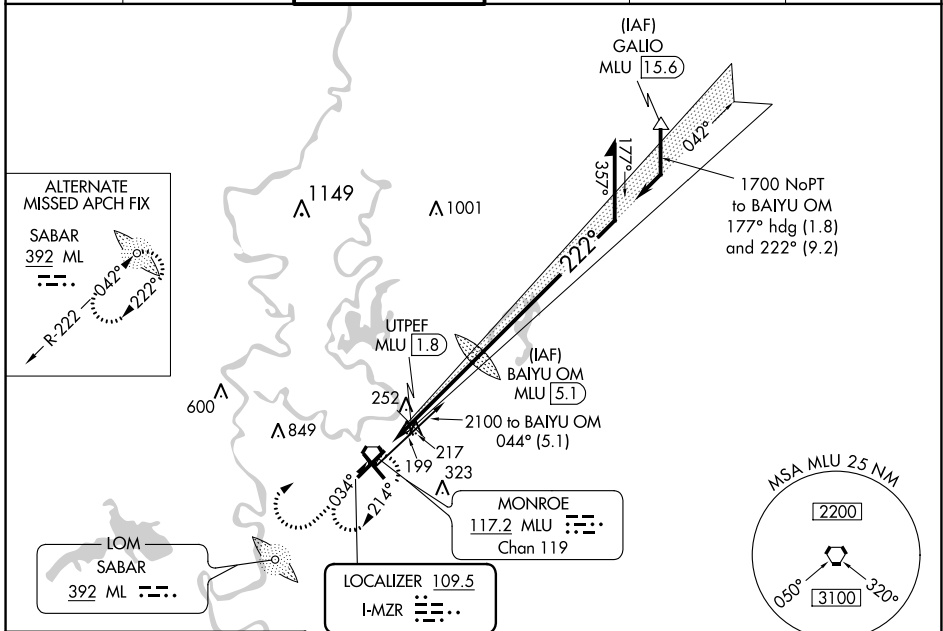 (IAF)
GALIO
MLU 15.6
042°
177°
357°
1700 NoPT
to BAIYU OM
177° hdg (1.8)
and 222° (9.2)
ALTERNATE
MISSED APCH FIX
SABAR
392 ML
042°
222°
R-222
1149
1001
222°
UTPEF
MLU 1.8
(IAF)
BAIYU OM
MLU 5.1
600
252
849
2100 to BAIYU OM
044° (5.1)
217
199
323
034°
214°
MONROE
117.2 MLU
Chan 119
LOM
SABAR
392 ML
LOCALIZER 109.5
I-MZR
MSA MLU 25 NM
2200
050°
320°
3100